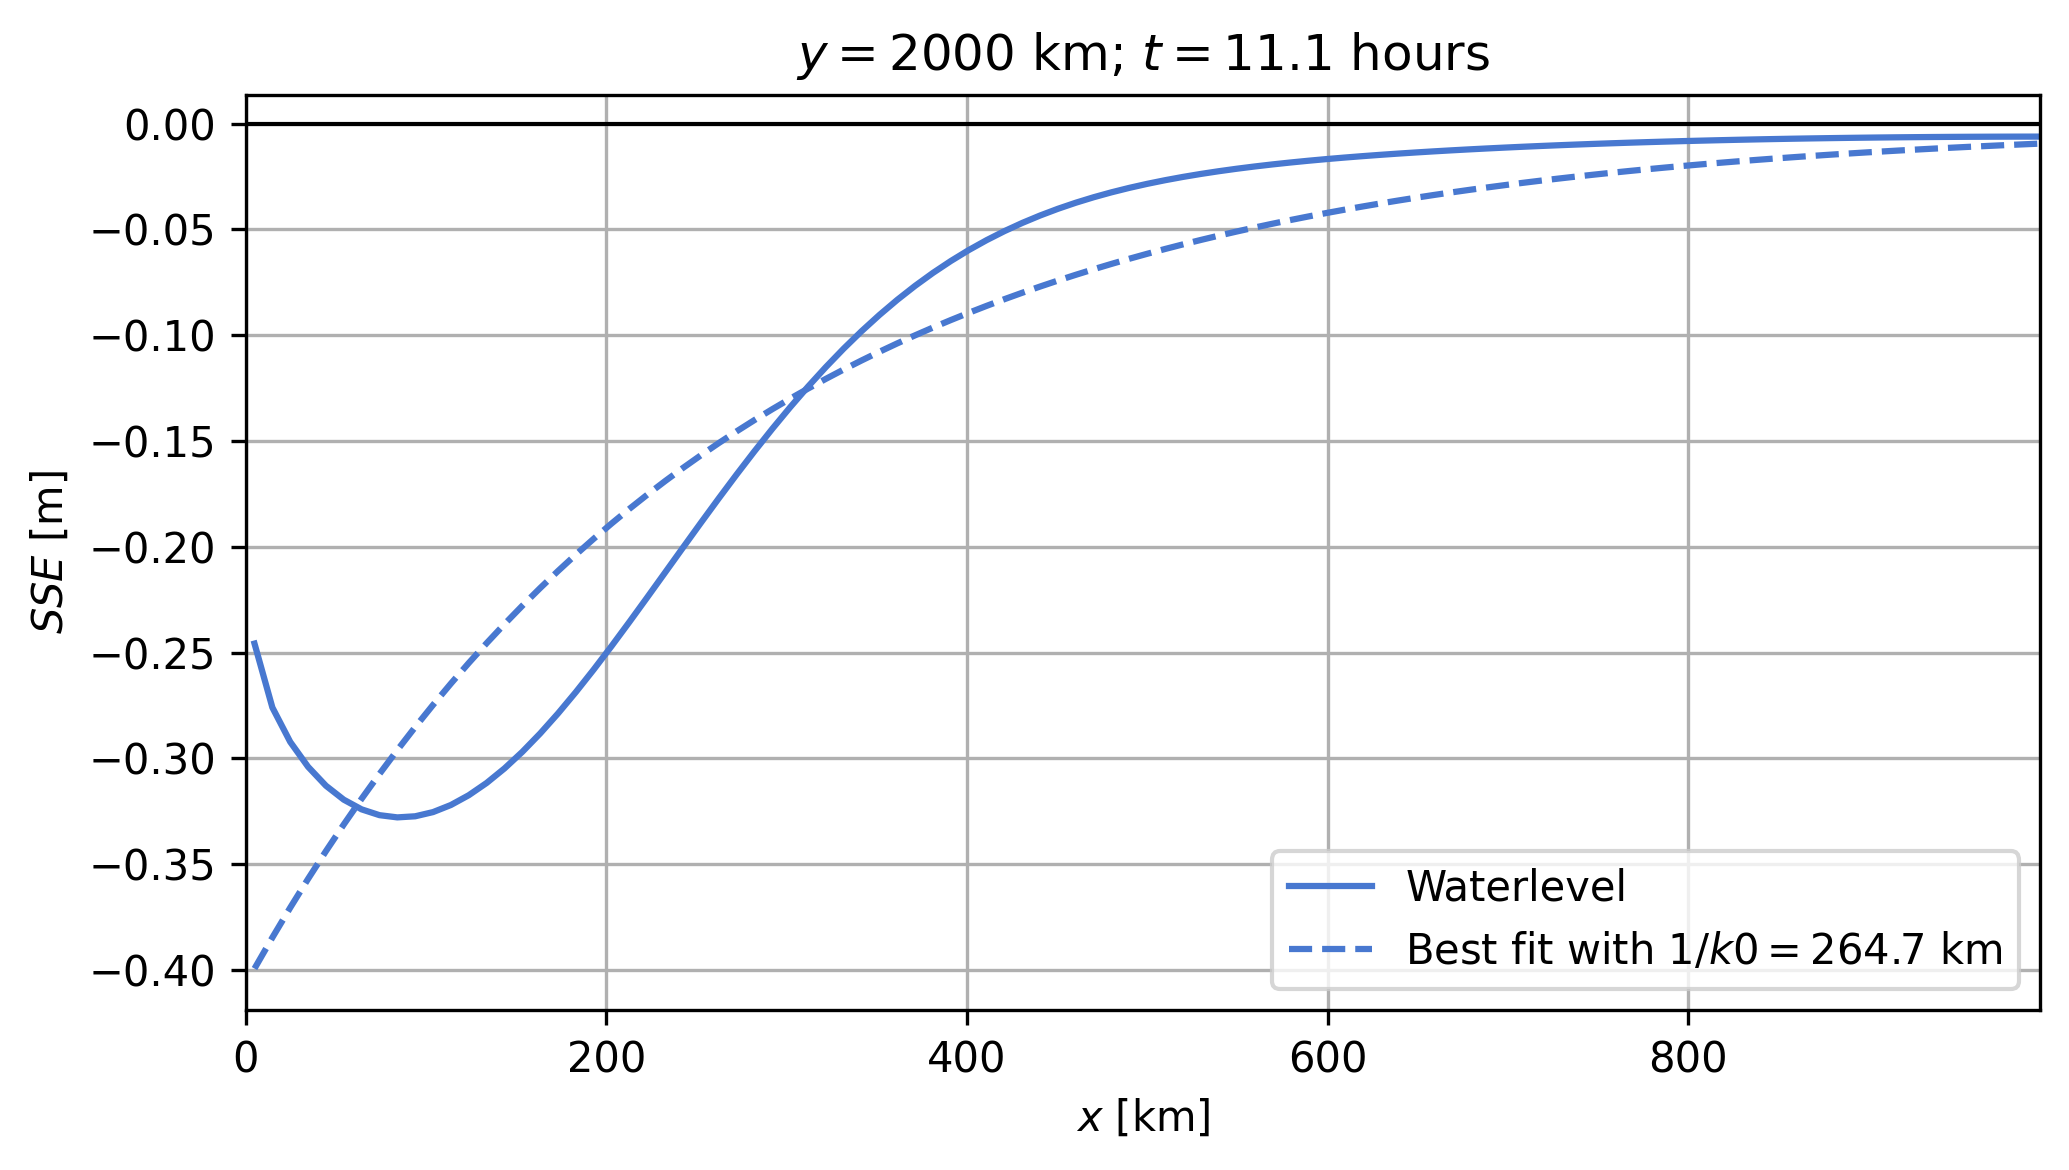 y = 2000 km; t = 11.1 hours
0.00
−0.05
−0.10
−0.15
−0.20
−0.25
−0.30
−0.35
−0.40
SSE [m]
Waterlevel
Best fit with 1/k0 = 264.7 km
0 200 400 600 800
x [km]